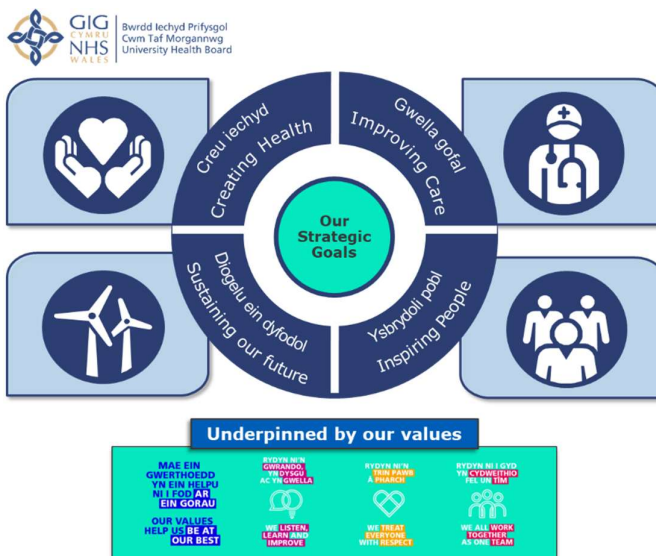 GIG
CYMRU
NHS
WALES
Bwrdd Iechyd Prifysgol
Cwm Taf Morgannwg
University Health Board
Creu iechyd
Creating Health
Gwella gofal
Improving Care
Our
Strategic
Goals
Diogelu ein dyfodol
Sustaining our future
Ysbrydoli pobl
Inspiring People
Underpinned by our values
MAE EIN
GWERTHOEDD
YN EIN HELPU
NI I FOD AR
EIN GORAU
OUR VALUES
HELP US BE AT
OUR BEST
RYDYN NI'N
GWRANDO,
YN DYSGU
AC YN GWELLA
WE LISTEN,
LEARN AND
IMPROVE
RYDYN NI'N
TRIN PAWB
Â PHARCH
WE TREAT
EVERYONE
WITH RESPECT
RYDYN NI I GYD
YN CYDWEITHIO
FEL UN TÎM
WE ALL WORK
TOGETHER
AS ONE TEAM